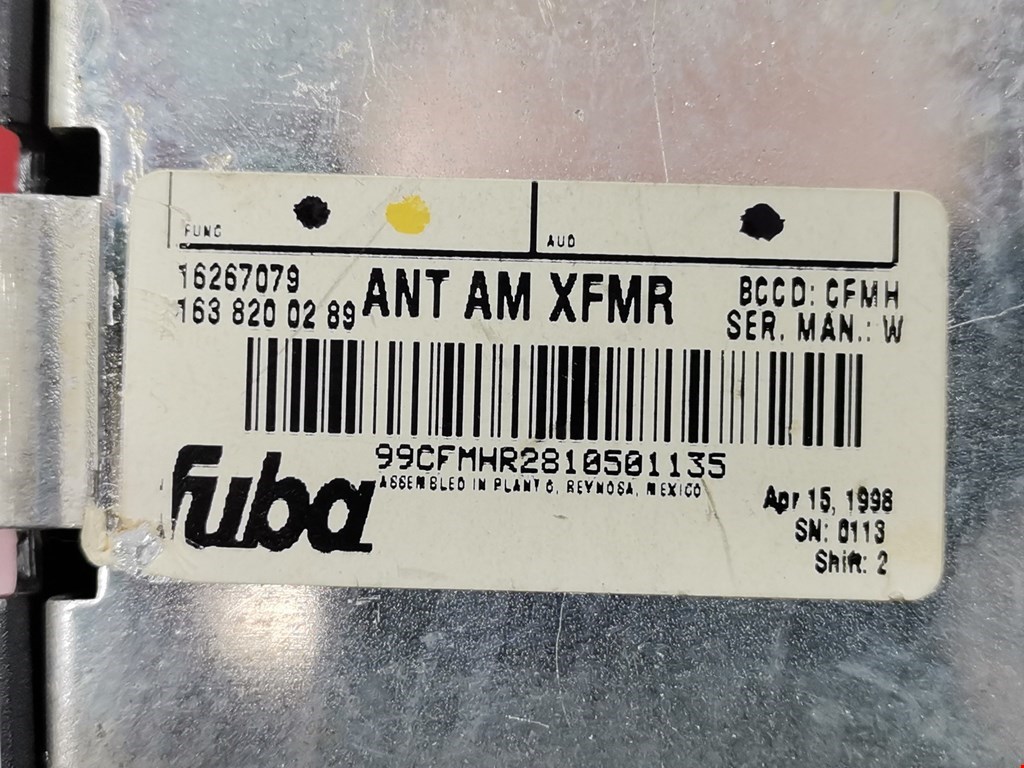 FUNC
AUD
16267079
163 820 02 89
ANT AM XFMR
BCCD: CFMH
SER. MAN.: W
99CFMHR2810501135
ASSEMBLED IN PLANT 6, REYNOSA, MEXICO
fuba
Apr 15, 1998
SN: 0113
Shift: 2